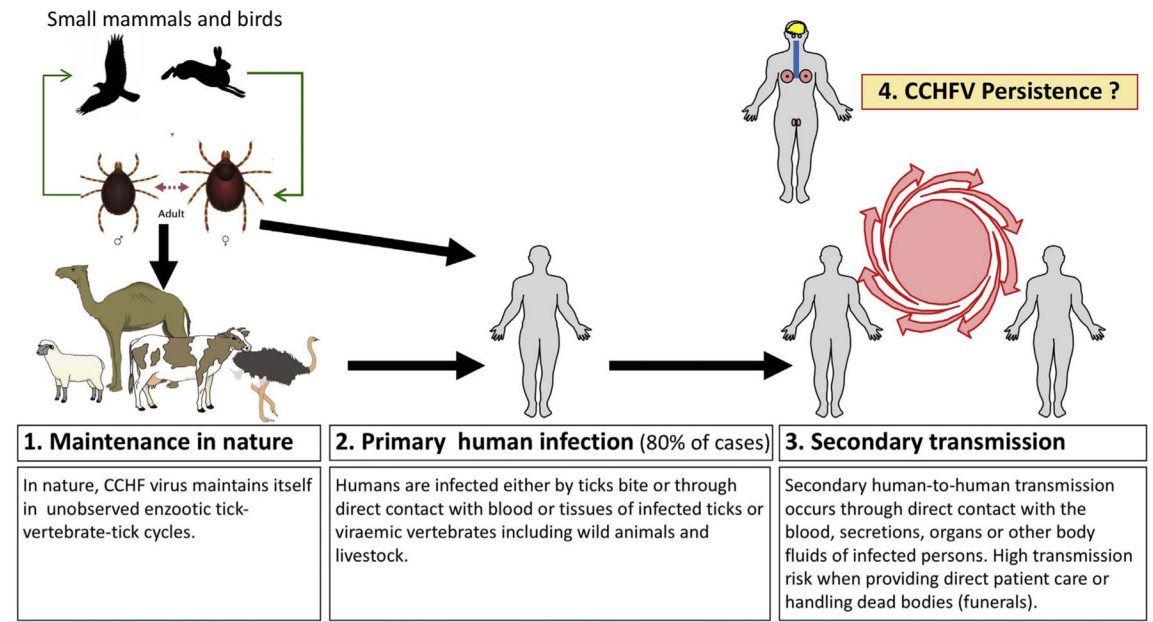 Small mammals and birds
4. CCHFV Persistence ?
Adult
♂
♀
1. Maintenance in nature
In nature, CCHF virus maintains itself
in unobserved enzootic tick-
vertebrate-tick cycles.
2. Primary human infection (80% of cases)
Humans are infected either by ticks bite or through
direct contact with blood or tissues of infected ticks or
viraemic vertebrates including wild animals and
livestock.
3. Secondary transmission
Secondary human-to-human transmission
occurs through direct contact with the
blood, secretions, organs or other body
fluids of infected persons. High transmission
risk when providing direct patient care or
handling dead bodies (funerals).